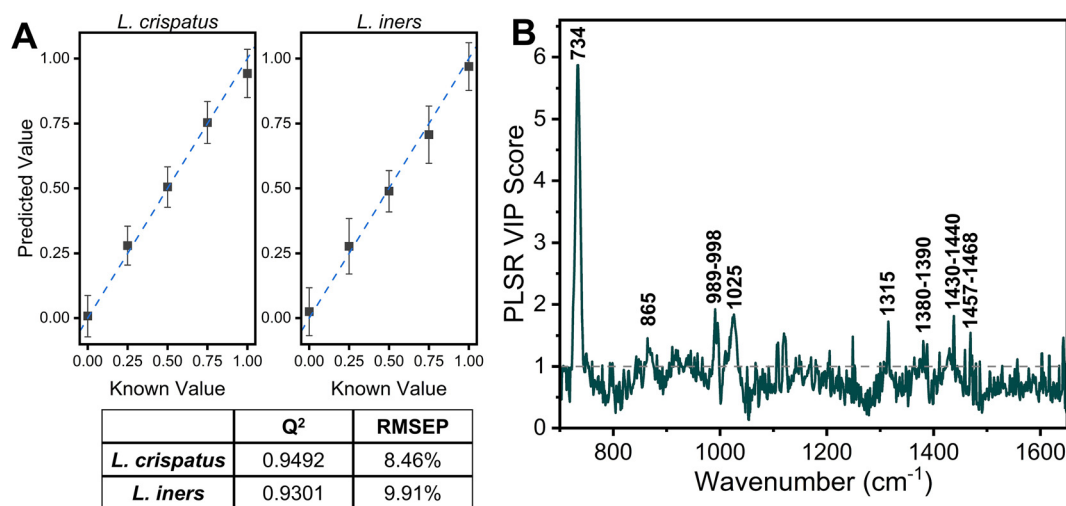 A
L. crispatus
L. iners
Predicted Value
1.00
0.75
0.50
0.25
0.00
1.00
0.75
0.50
0.25
0.00
0.00 0.25 0.50 0.75 1.00
0.00 0.25 0.50 0.75 1.00
Known Value
Known Value
Q² RMSEP
L. crispatus 0.9492 8.46%
L. iners 0.9301 9.91%
B
PLSR VIP Score
6
5
4
3
2
1
0
734
865
989-998
1025
1315
1380-1390
1430-1440
1457-1468
800 1000 1200 1400 1600
Wavenumber (cm⁻¹)